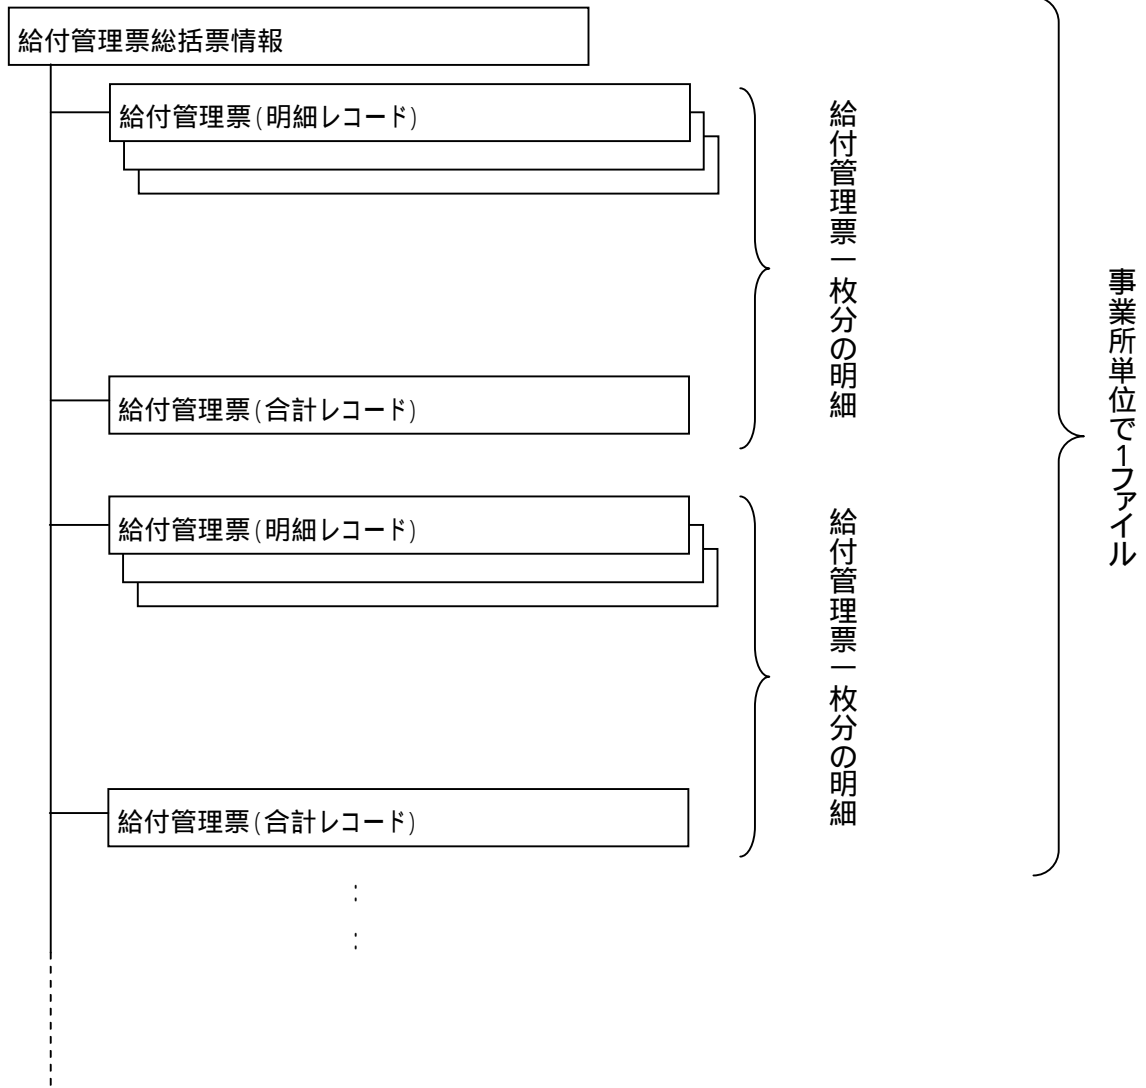 給付管理票総括票情報
給付管理票(明細レコード)
給付管理票(合計レコード)
給付管理票一枚分の明細
給付管理票(明細レコード)
給付管理票(合計レコード)
給付管理票一枚分の明細
:
:
事業所単位で1ファイル